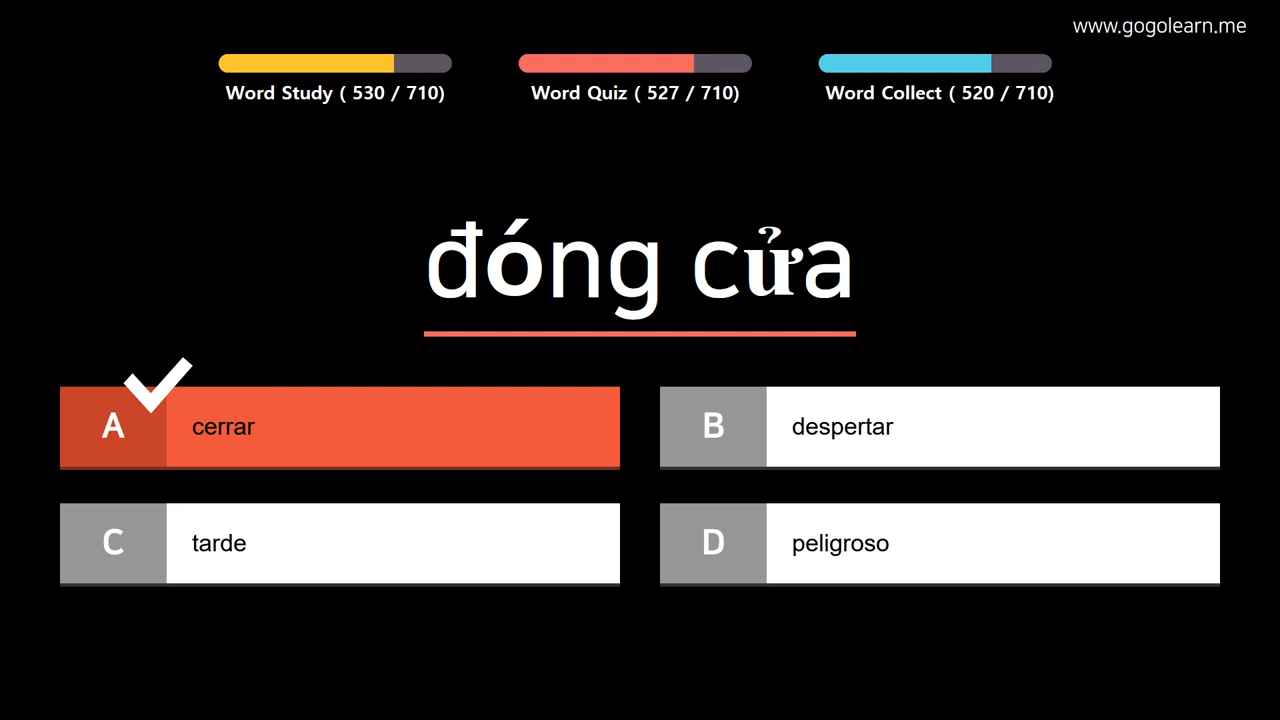 www.gogolearn.me
Word Study ( 530 / 710)
Word Quiz ( 527 / 710)
Word Collect ( 520 / 710)
đóng cửa
A cerrar
B despertar
C tarde
D peligroso